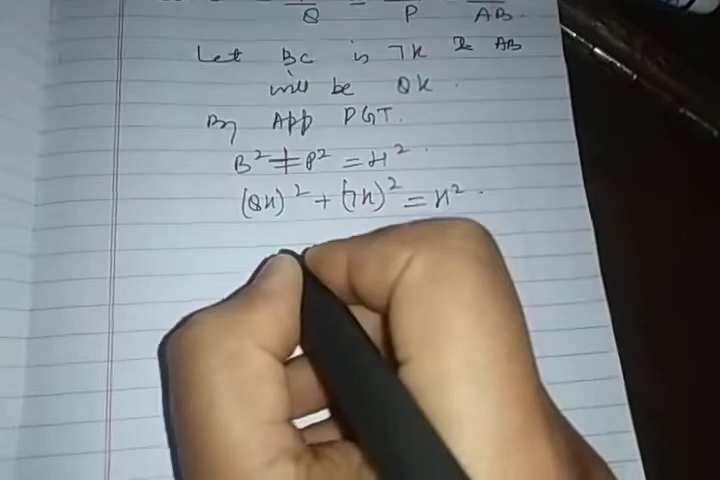 8 = P AB.
Let BC is 7K & AB
will be 8K.
By App PGT.
B² + P² = H².
(8K)² + (7K)² = H².